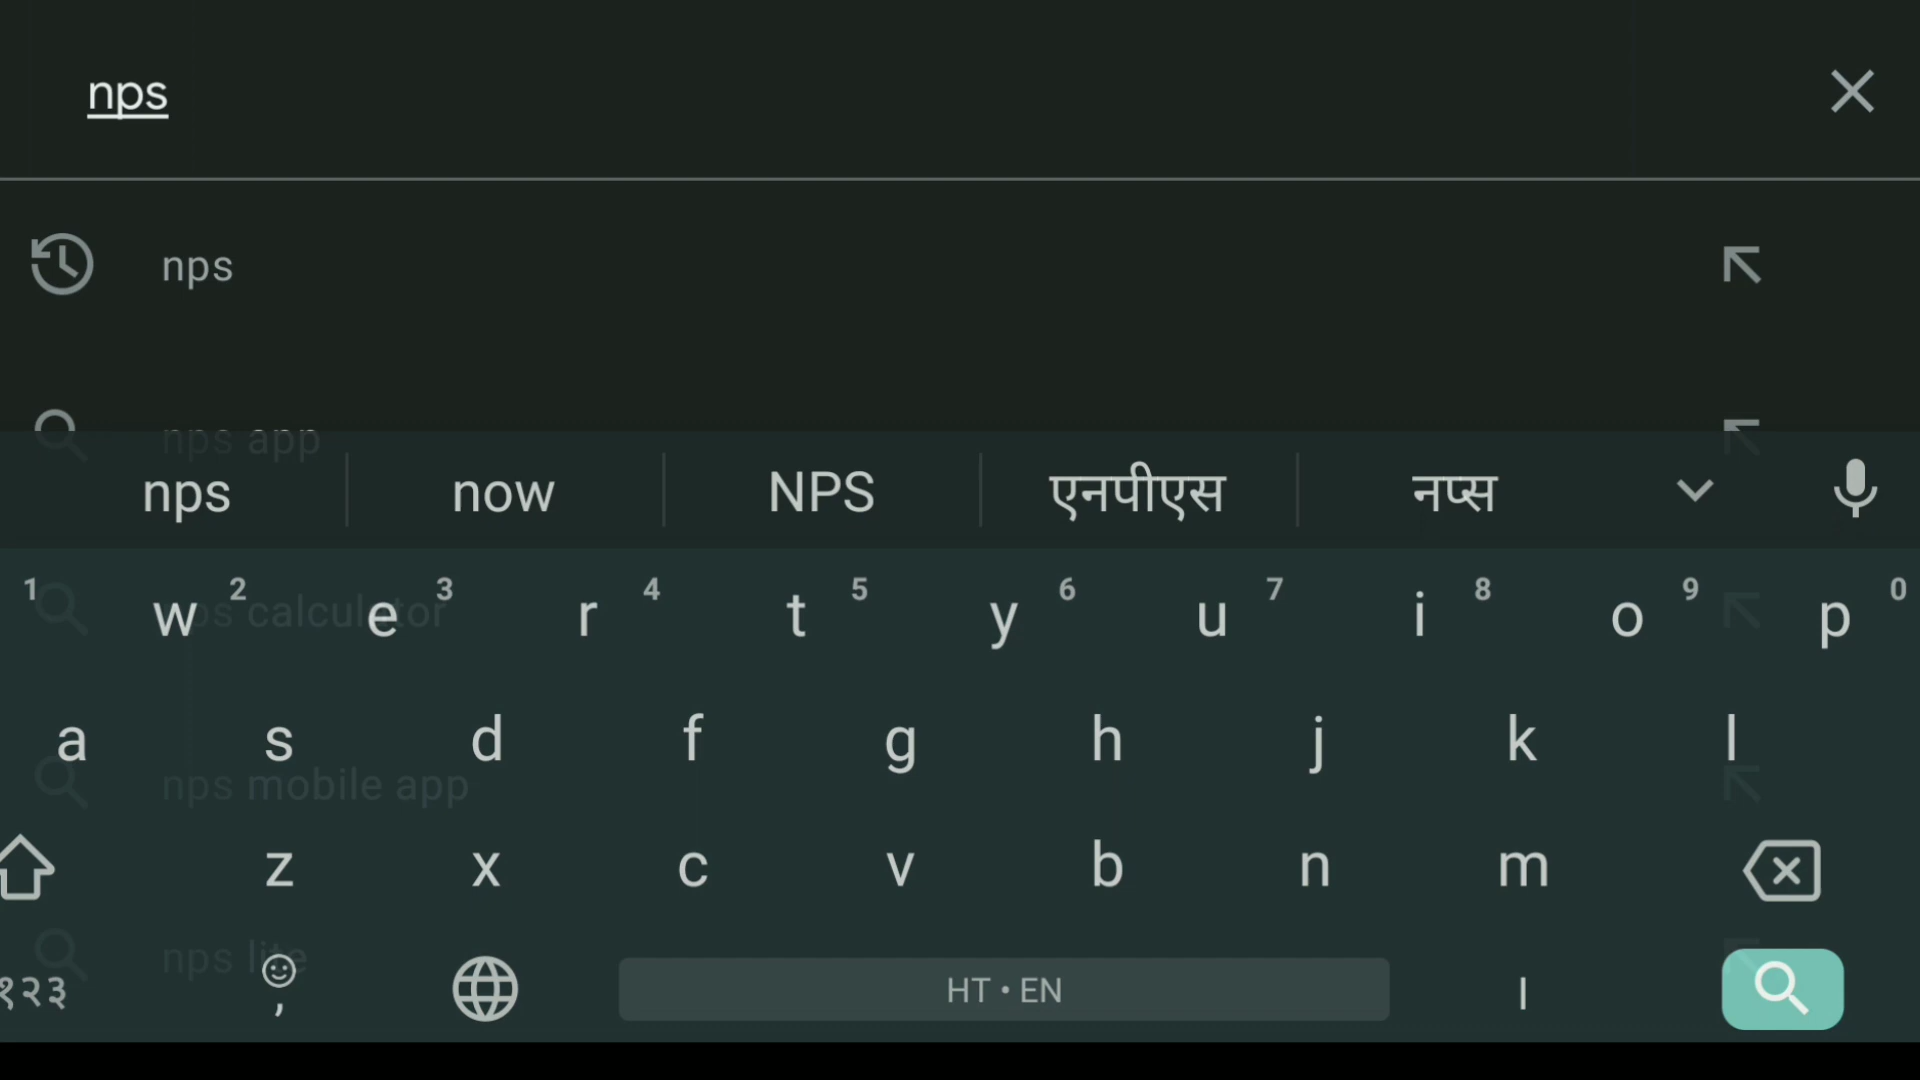 nps
nps
nps app
nps now NPS एनपीएस नप्स
1 2 3 4 5 6 7 8 9 0
w e r t y u i o p
nps calculator
a s d f g h j k l
nps mobile app
z x c v b n m
nps lite
१२३ , HT • EN ।